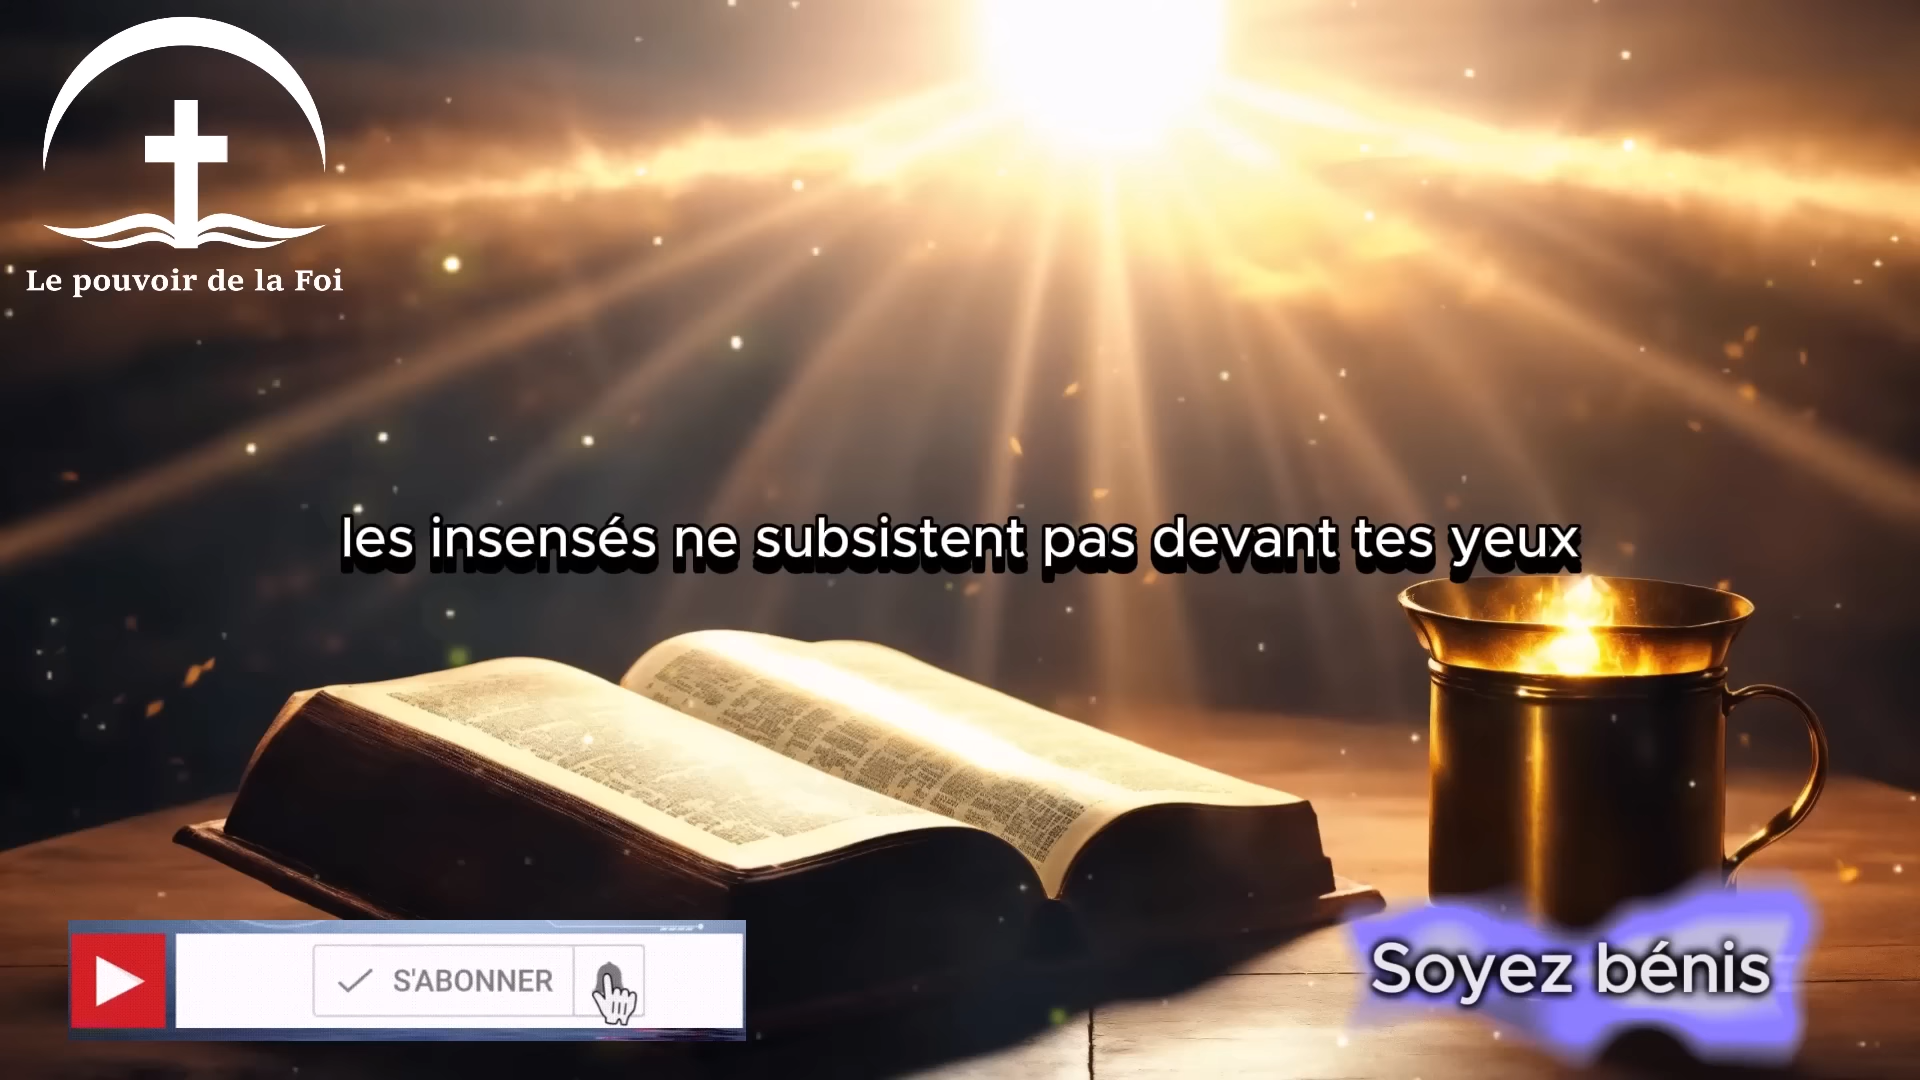 Le pouvoir de la Foi
les insensés ne subsistent pas devant tes yeux
S'ABONNER
Soyez bénis